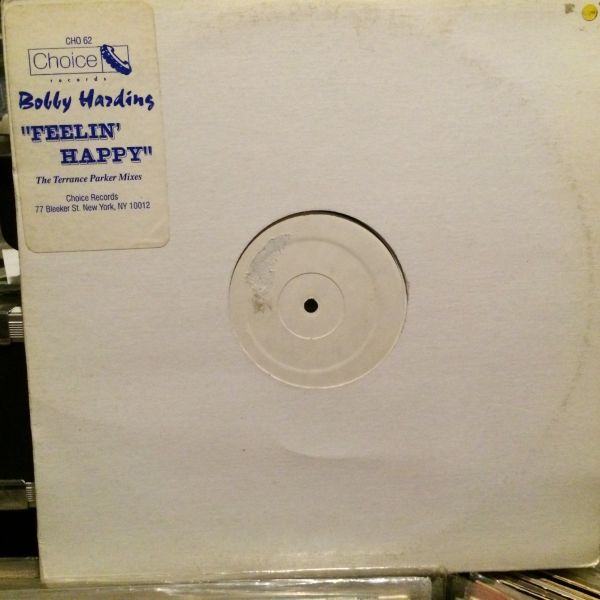 CHO 62
Choice
records
Bobby Harding
"FEELIN'
HAPPY"
The Terrance Parker Mixes
Choice Records
77 Bleeker St. New York, NY 10012